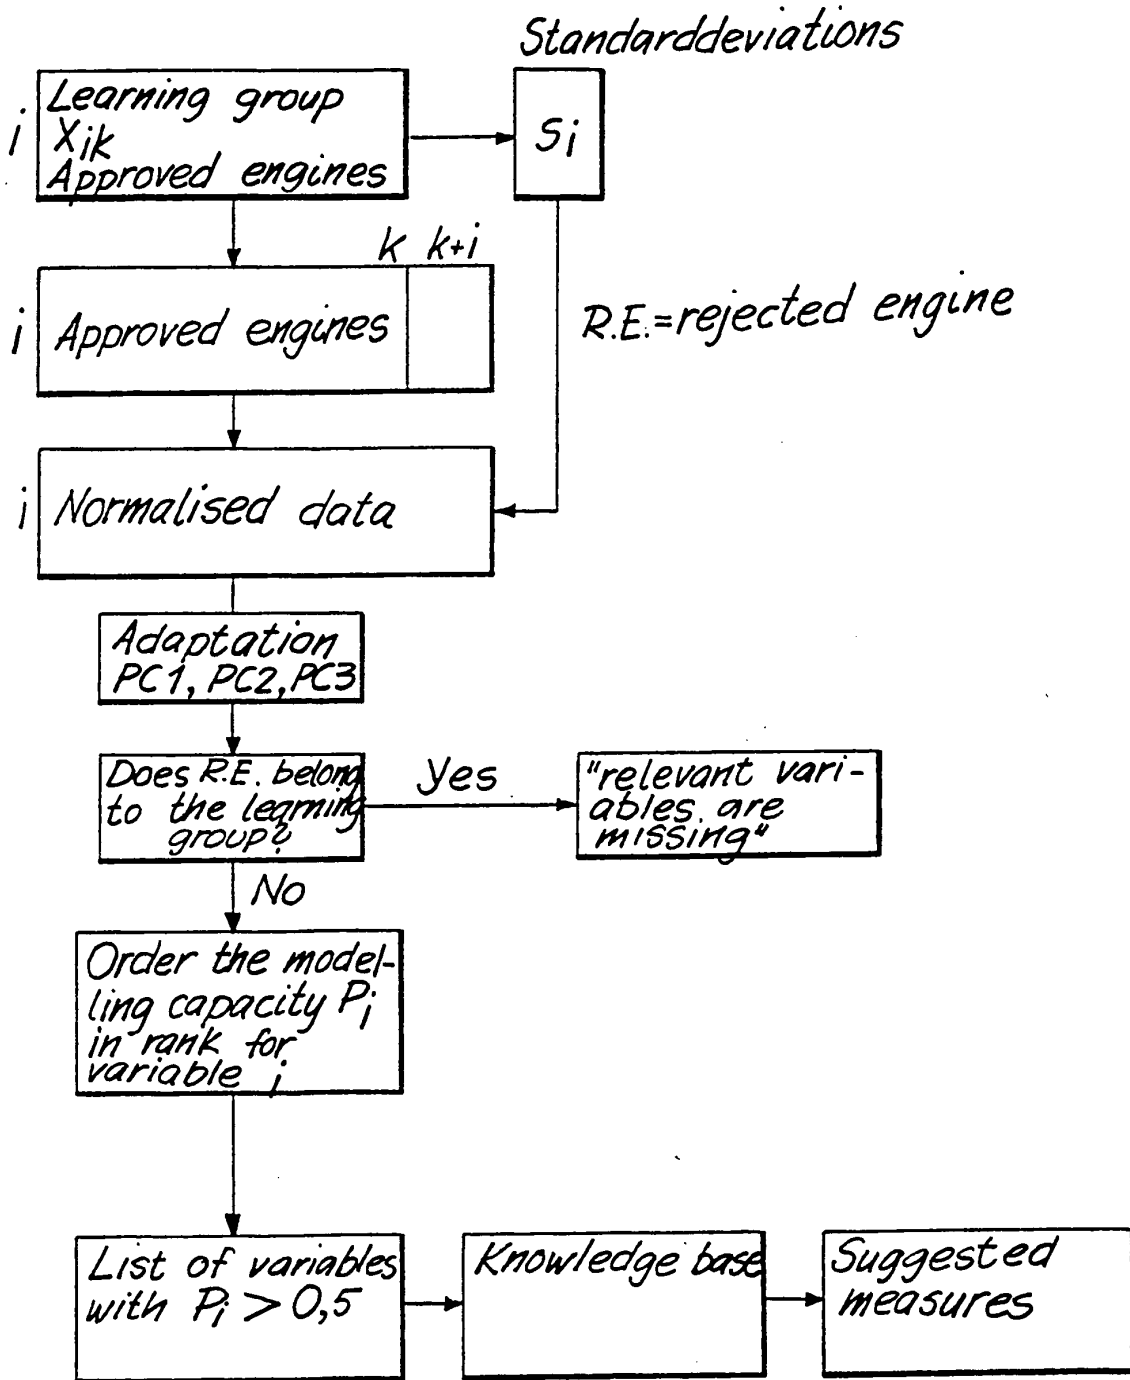 Standarddeviations
i
Learning group
Xik
Approved engines
Si
k k+i
i
Approved engines
R.E.=rejected engine
i
Normalised data
Adaptation
PC1, PC2, PC3
Does R.E. belong
to the learning
group?
Yes
"relevant vari-
ables are
missing"
No
Order the model-
ling capacity Pi
in rank for
variable i
List of variables
with Pi > 0,5
Knowledge base
Suggested
measures